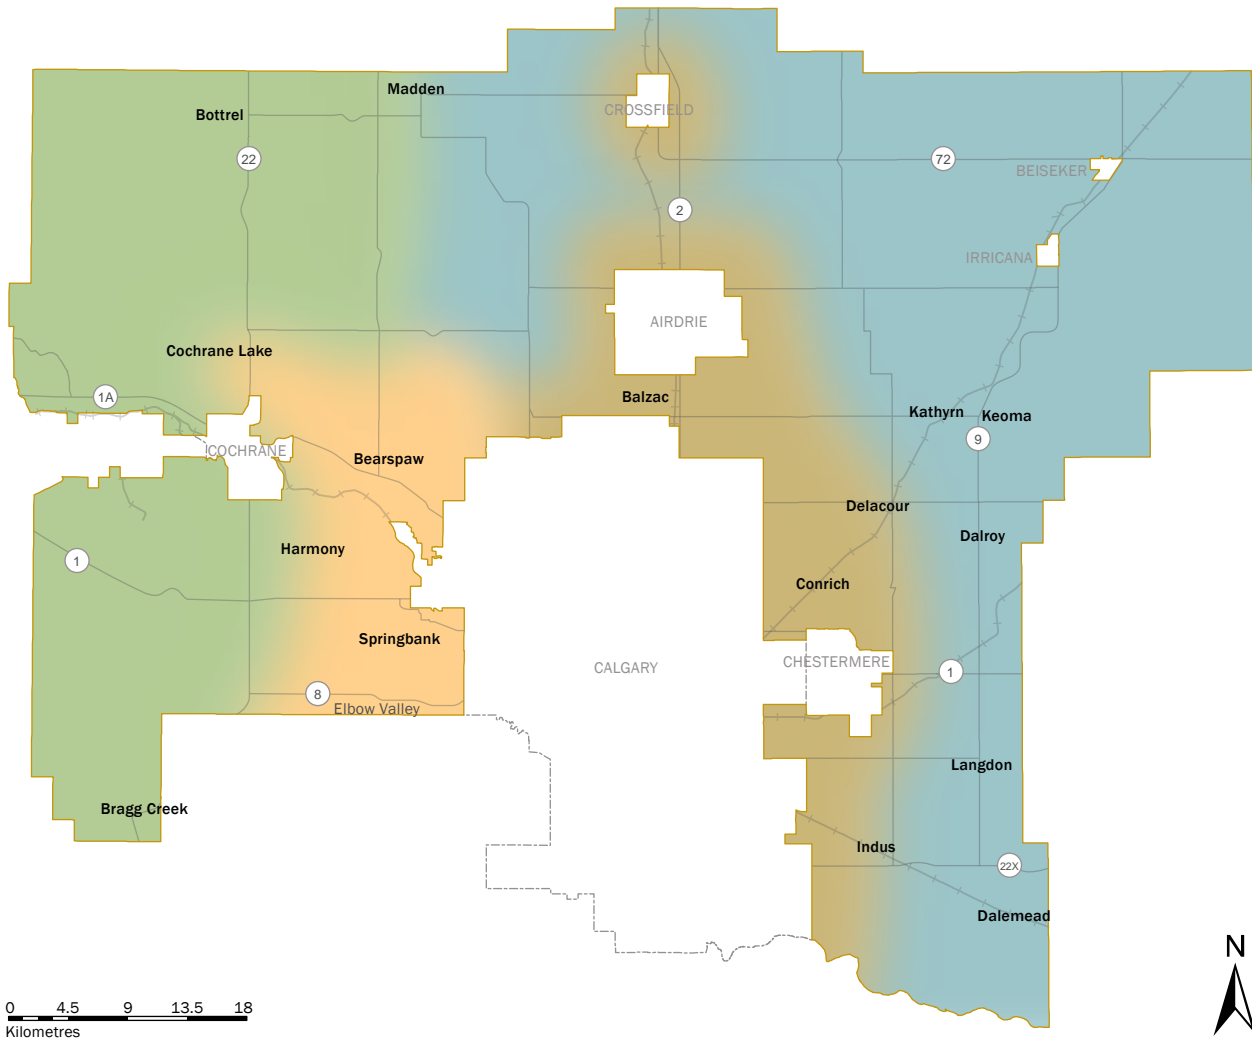 Madden
Bottrel
CROSSFIELD
22
72
BEISEKER
2
IRRICANA
AIRDRIE
Cochrane Lake
1A
Balzac
Kathyrn
Keoma
9
COCHRANE
Bearspaw
Delacour
Dalroy
Harmony
1
Conrich
Springbank
CALGARY
CHESTERMERE
1
8
Elbow Valley
Langdon
Bragg Creek
Indus
22X
Dalemead
N
0 4.5 9 13.5 18
Kilometres